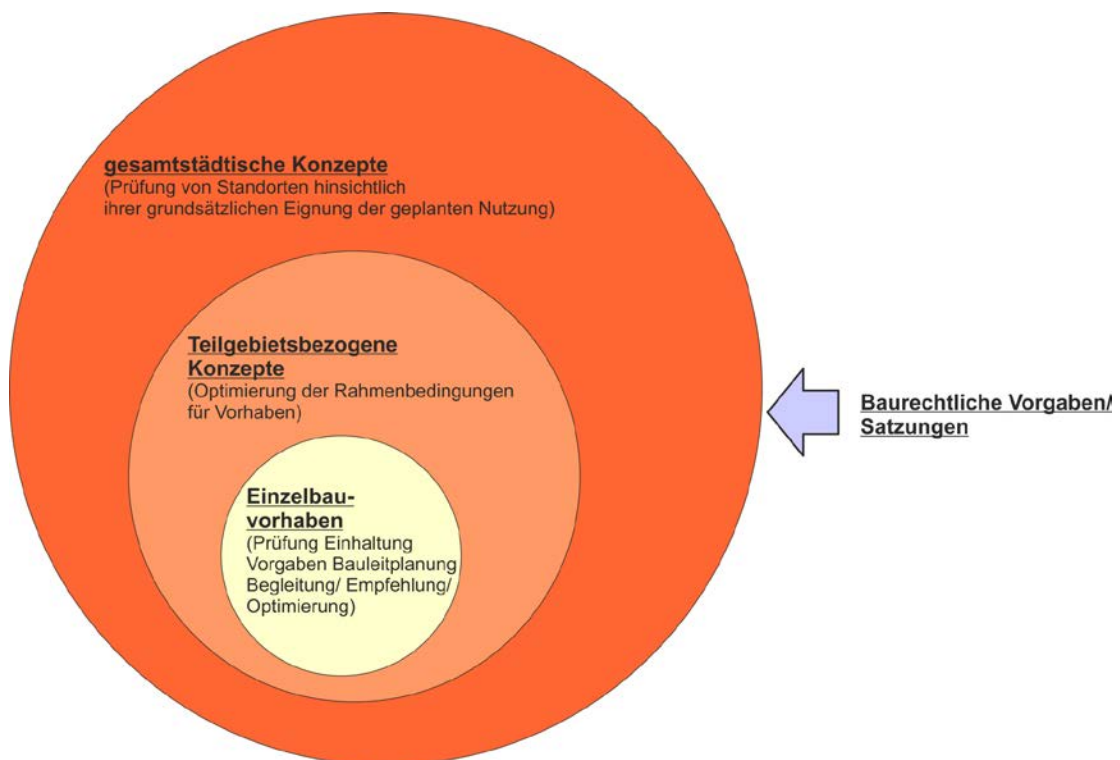 gesamtstädtische Konzepte
(Prüfung von Standorten hinsichtlich
ihrer grundsätzlichen Eignung der geplanten Nutzung)
Teilgebietsbezogene
Konzepte
(Optimierung der Rahmenbedingungen
für Vorhaben)
Einzelbau-
vorhaben
(Prüfung Einhaltung
Vorgaben Bauleitplanung
Begleitung/ Empfehlung/
Optimierung)
Baurechtliche Vorgaben/
Satzungen